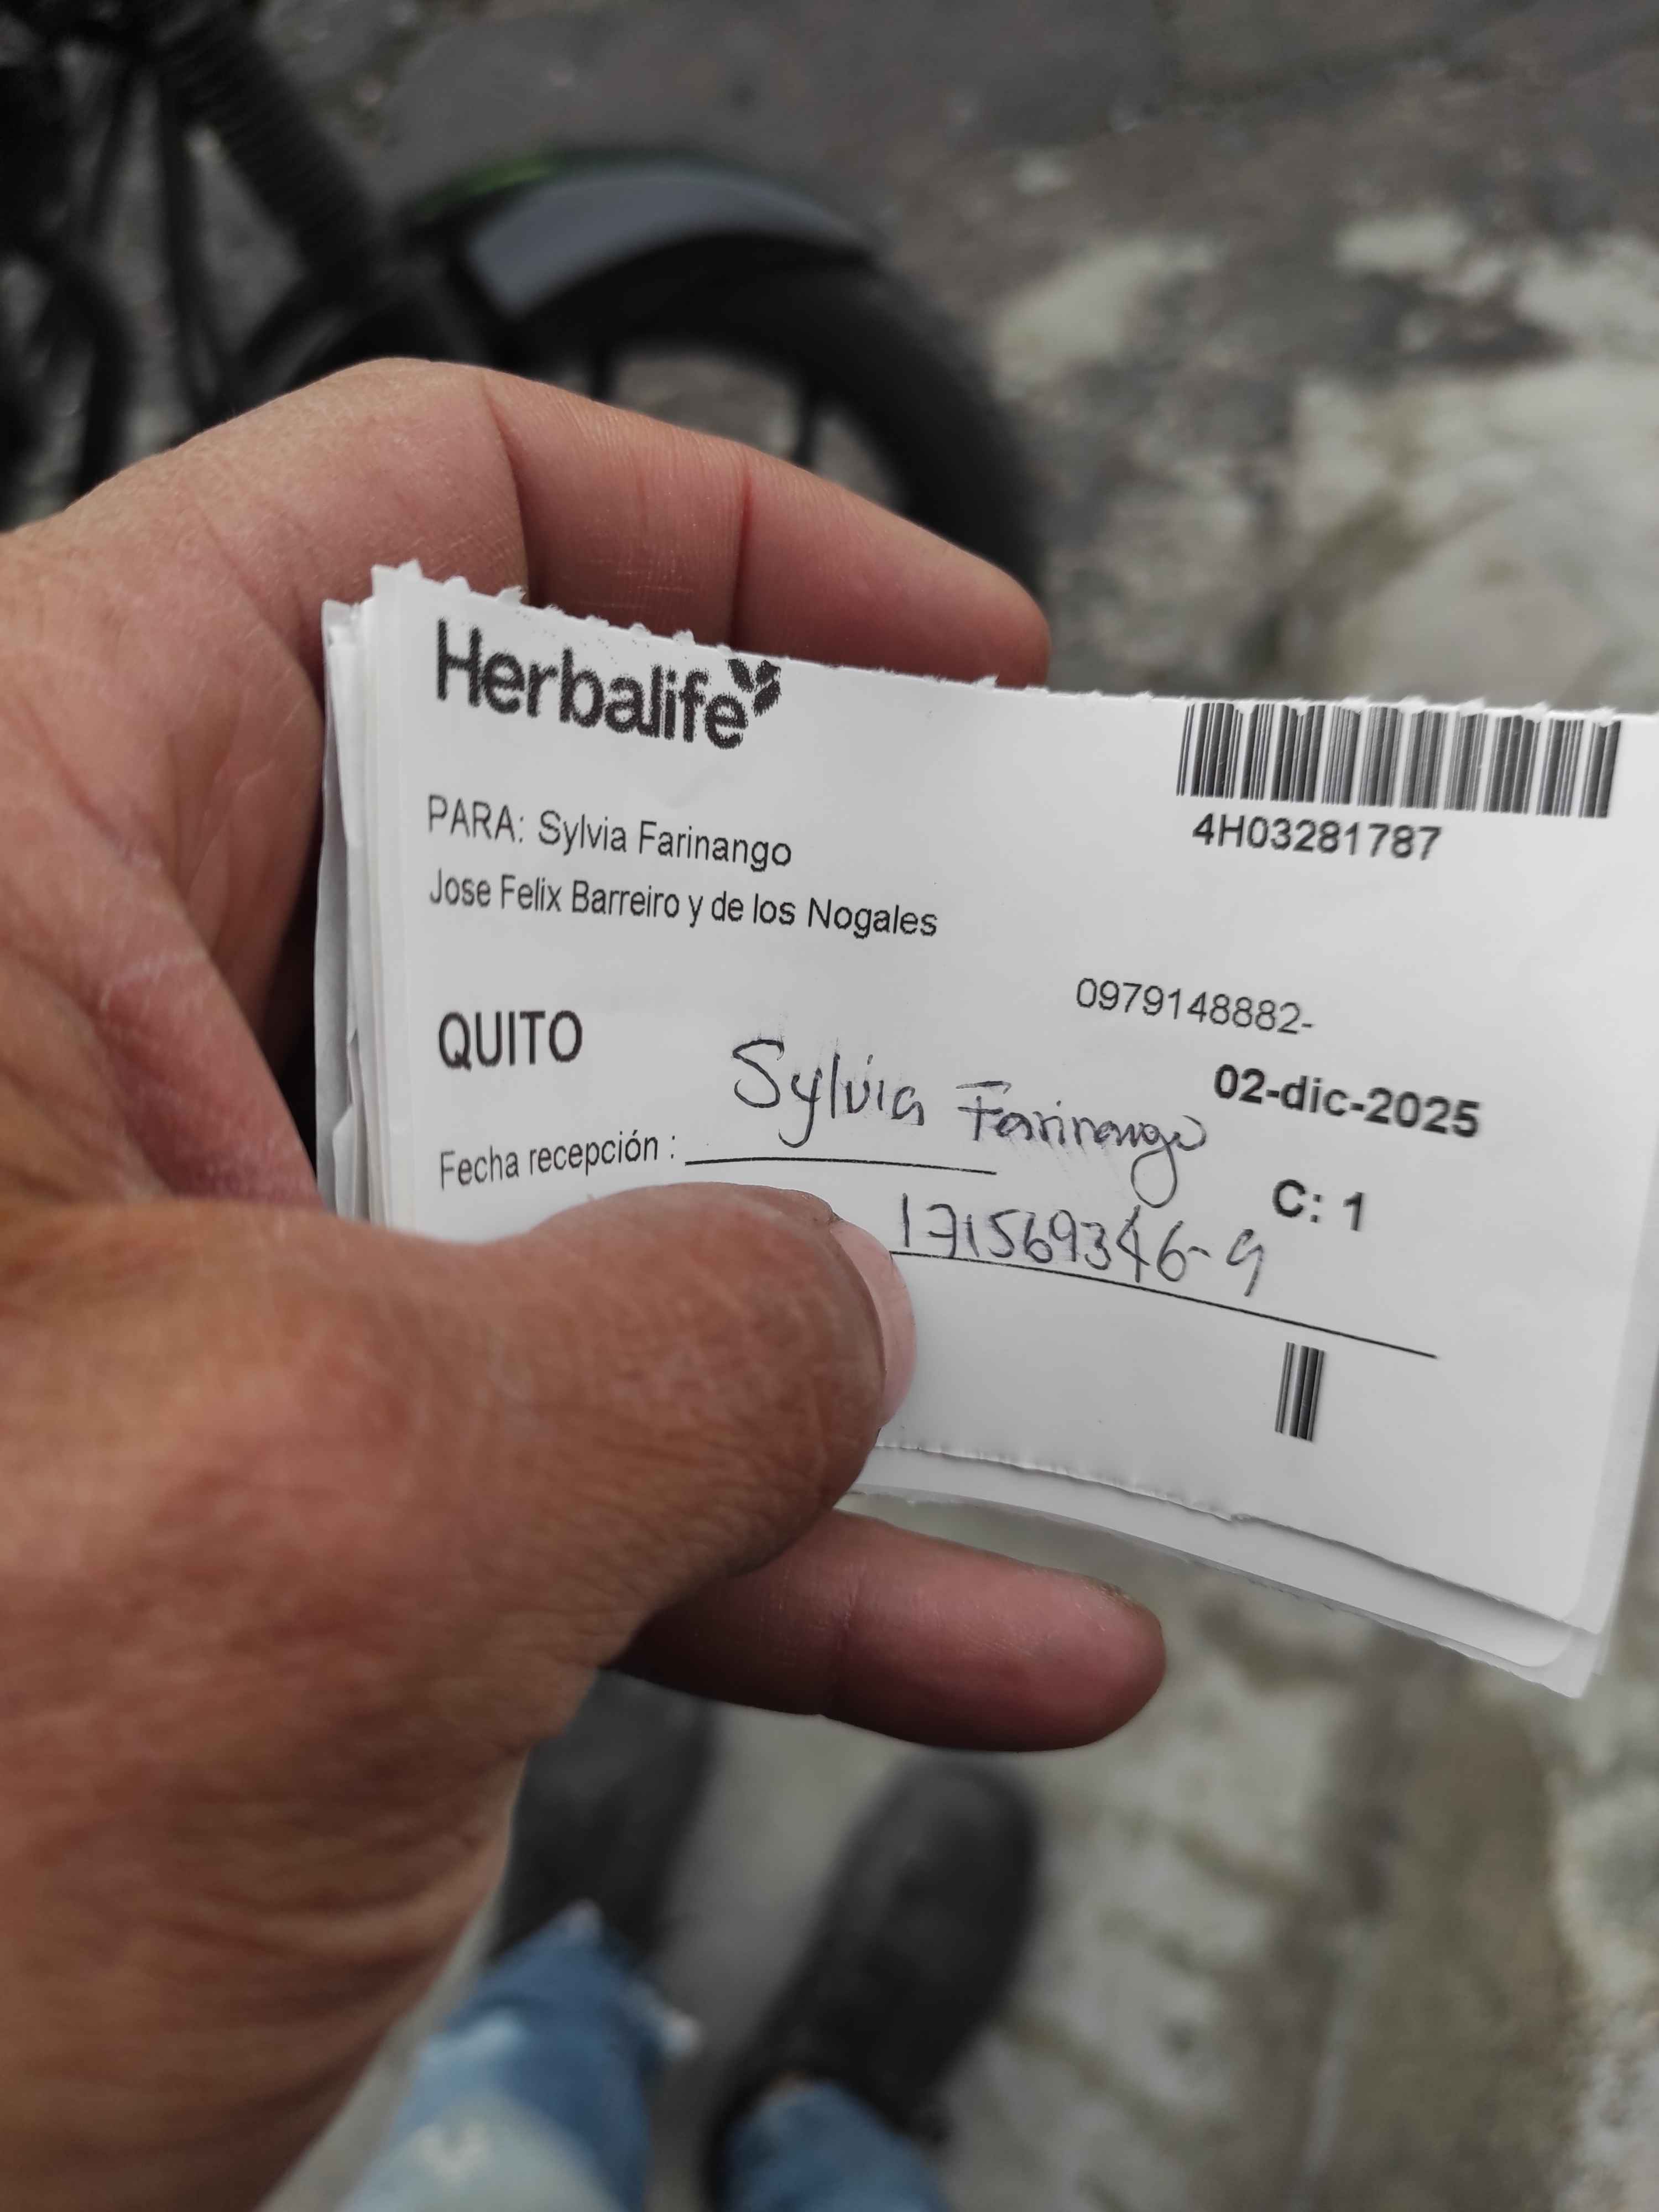 Herbalife
4H03281787
PARA: Sylvia Farinango
Jose Felix Barreiro y de los Nogales
0979148882-
QUITO
02-dic-2025
Sylvia Farinango
Fecha recepción :
C: 1
171569346-9